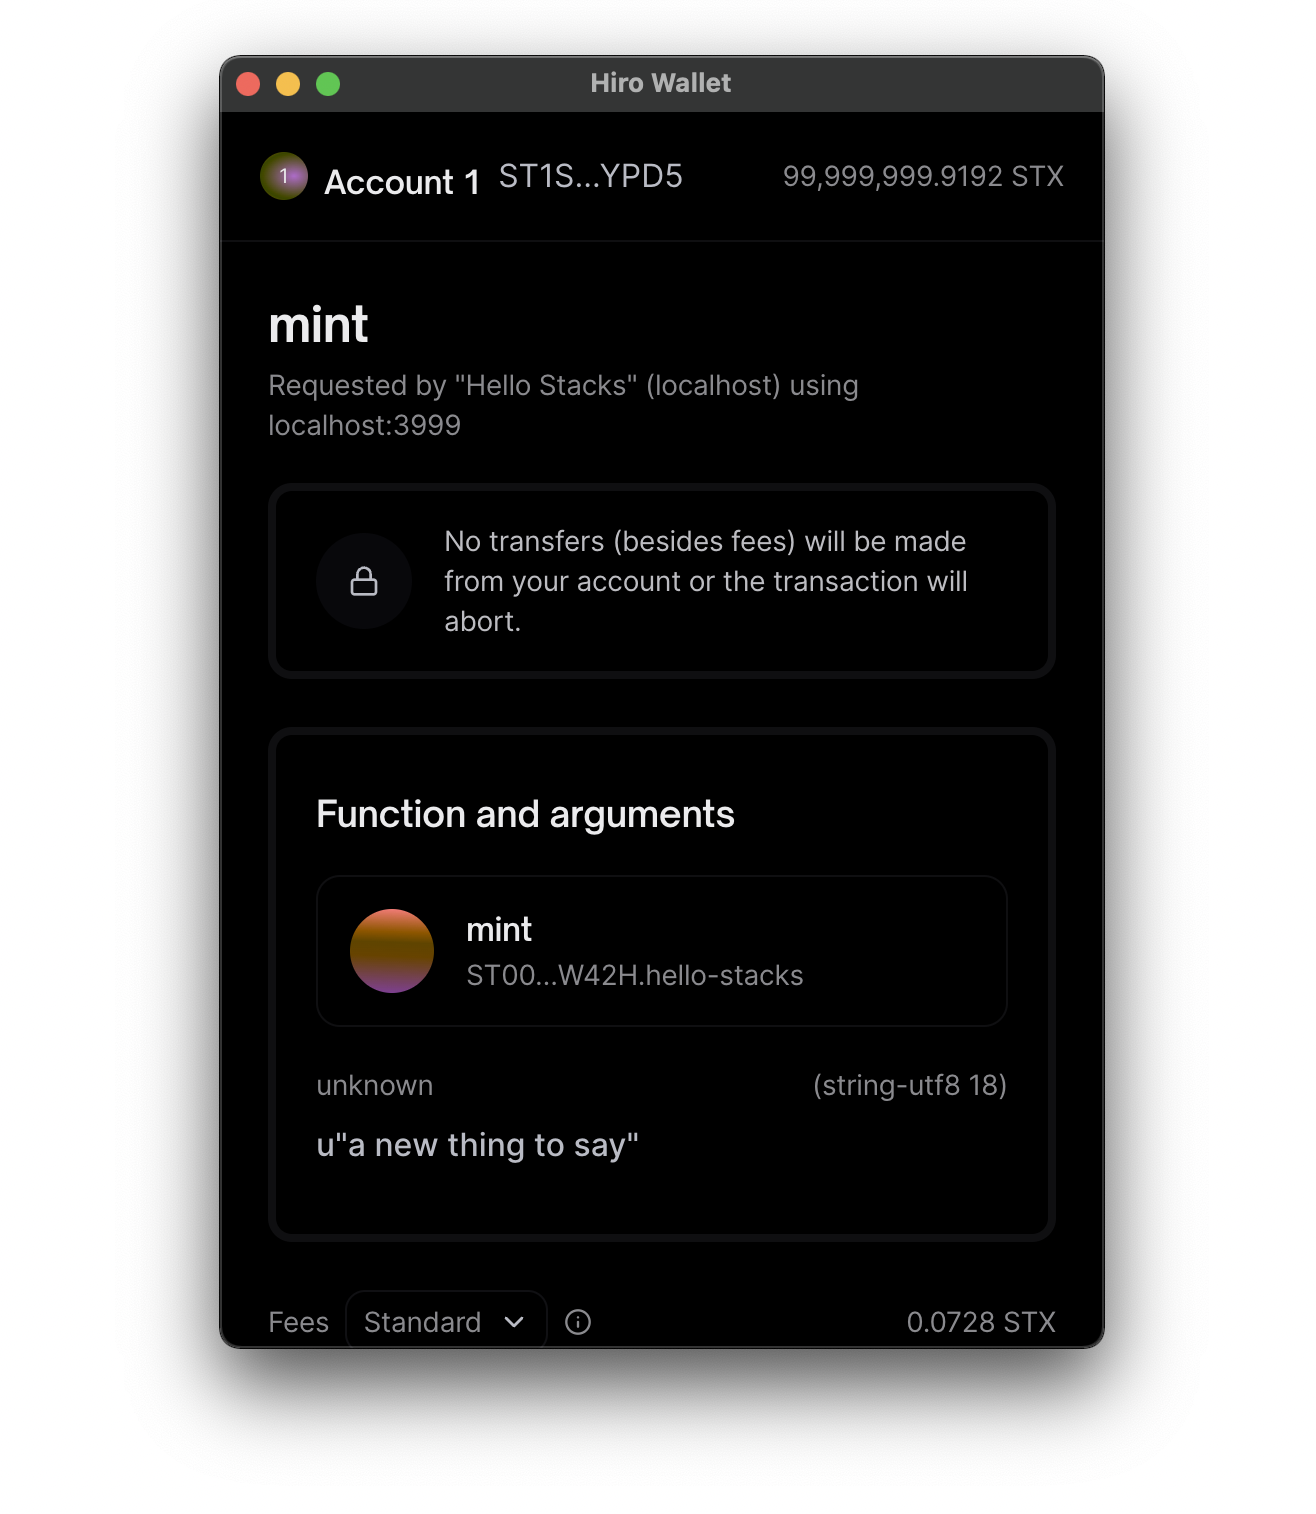 Hiro Wallet
1 Account 1 ST1S...YPD5 99,999,999.9192 STX
mint
Requested by "Hello Stacks" (localhost) using
localhost:3999
No transfers (besides fees) will be made
from your account or the transaction will
abort.
Function and arguments
mint
ST00...W42H.hello-stacks
unknown (string-utf8 18)
u"a new thing to say"
Fees Standard 0.0728 STX